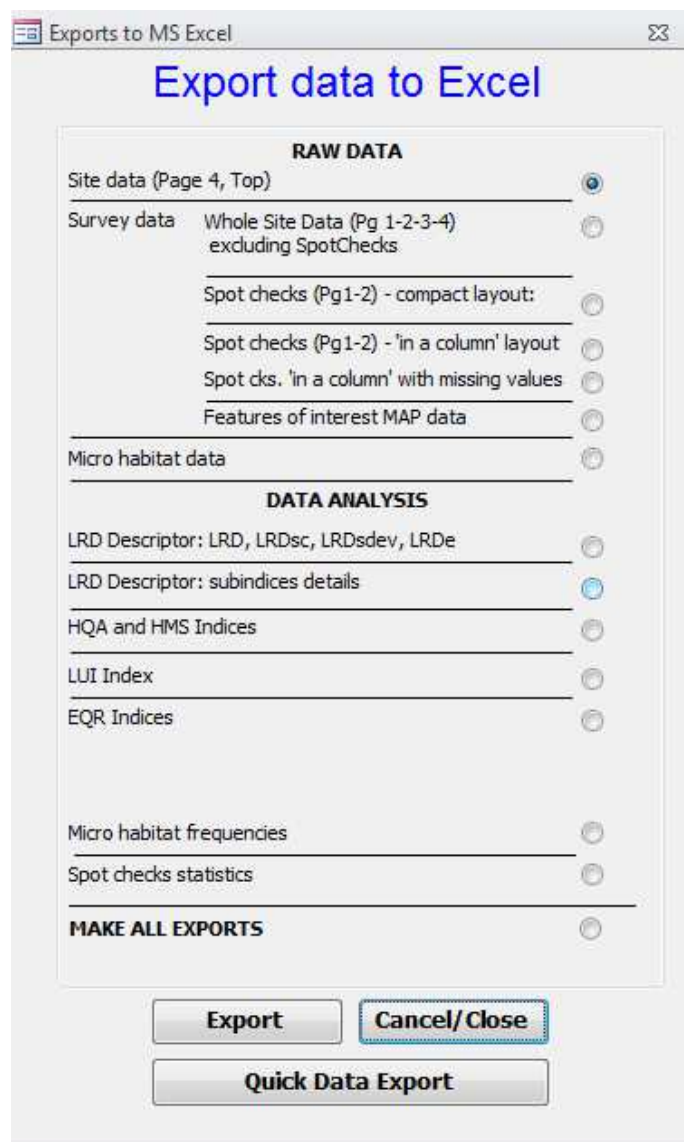 Exports to MS Excel
Export data to Excel
RAW DATA
Site data (Page 4, Top)
Survey data Whole Site Data (Pg 1-2-3-4)
excluding SpotChecks
Spot checks (Pg1-2) - compact layout:
Spot checks (Pg1-2) - 'in a column' layout
Spot cks. 'in a column' with missing values
Features of interest MAP data
Micro habitat data
DATA ANALYSIS
LRD Descriptor: LRD, LRDsc, LRDsdev, LRDe
LRD Descriptor: subindices details
HQA and HMS Indices
LUI Index
EQR Indices
Micro habitat frequencies
Spot checks statistics
MAKE ALL EXPORTS
Export Cancel/Close
Quick Data Export